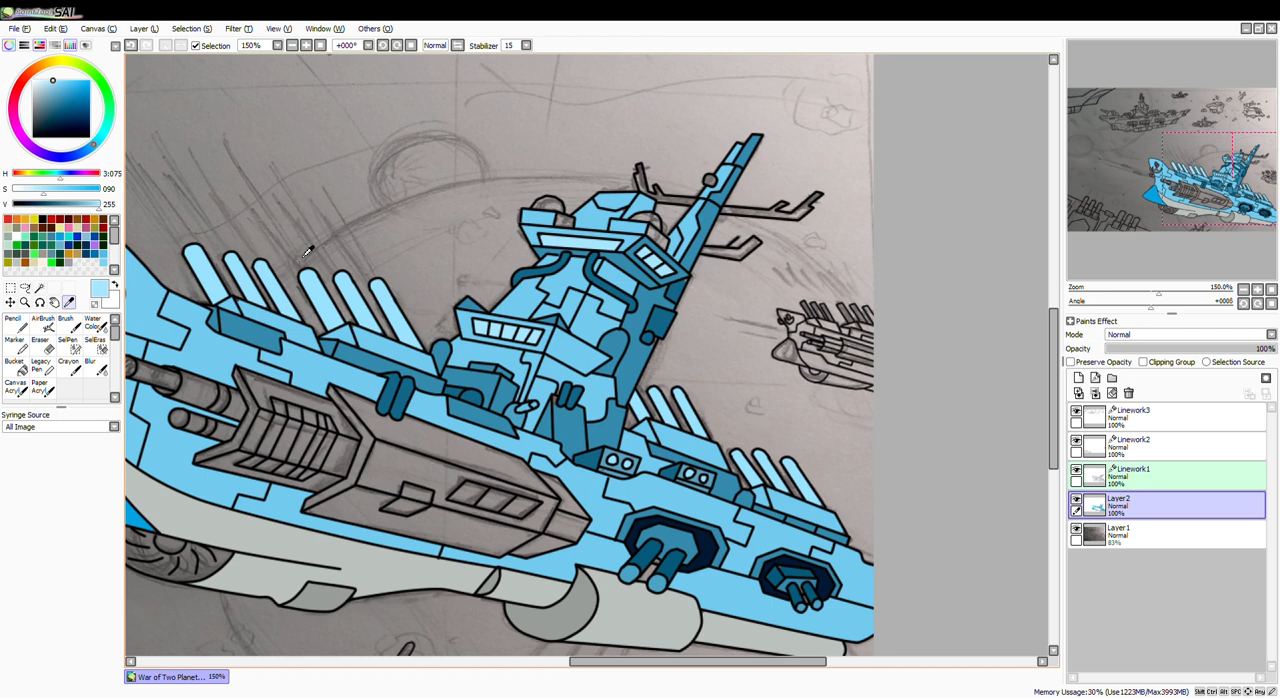 PaintTool SAI
File (F) Edit (E) Canvas (C) Layer (L) Selection (S) Filter (T) View (V) Window (W) Others (O)
Selection 150% +000° Normal Stabilizer 15
H 3:075
S 090
V 255
Pencil AirBrush Brush Water Color
Marker Eraser SelPen SelEras
Bucket Legacy Pen Crayon Blur
Canvas Acryl Paper Acryl
Syringe Source
All Image
Zoom 150.0%
Angle +000°
Paints Effect
Mode Normal
Opacity 100%
Preserve Opacity Clipping Group Selection Source
Linework3
Normal
100%
Linework2
Normal
100%
Linework1
Normal
100%
Layer2
Normal
100%
Layer1
Normal
83%
War of Two Planet... 150%
Memory Ussage:30% (Use1223MB/Max3993MB) Shft Ctrl Alt SPC Any